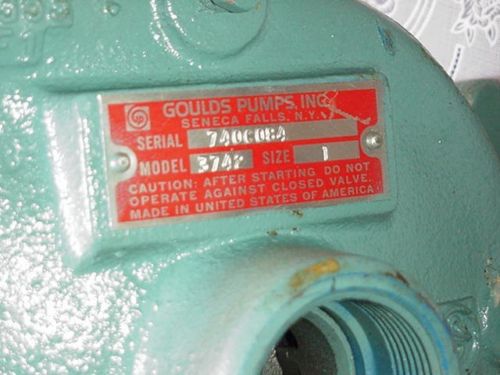 GOULDS PUMPS, INC.
SENECA FALLS, N.Y.
SERIAL 740C084
MODEL 3742 SIZE 1
CAUTION: AFTER STARTING DO NOT
OPERATE AGAINST CLOSED VALVE.
MADE IN UNITED STATES OF AMERICA